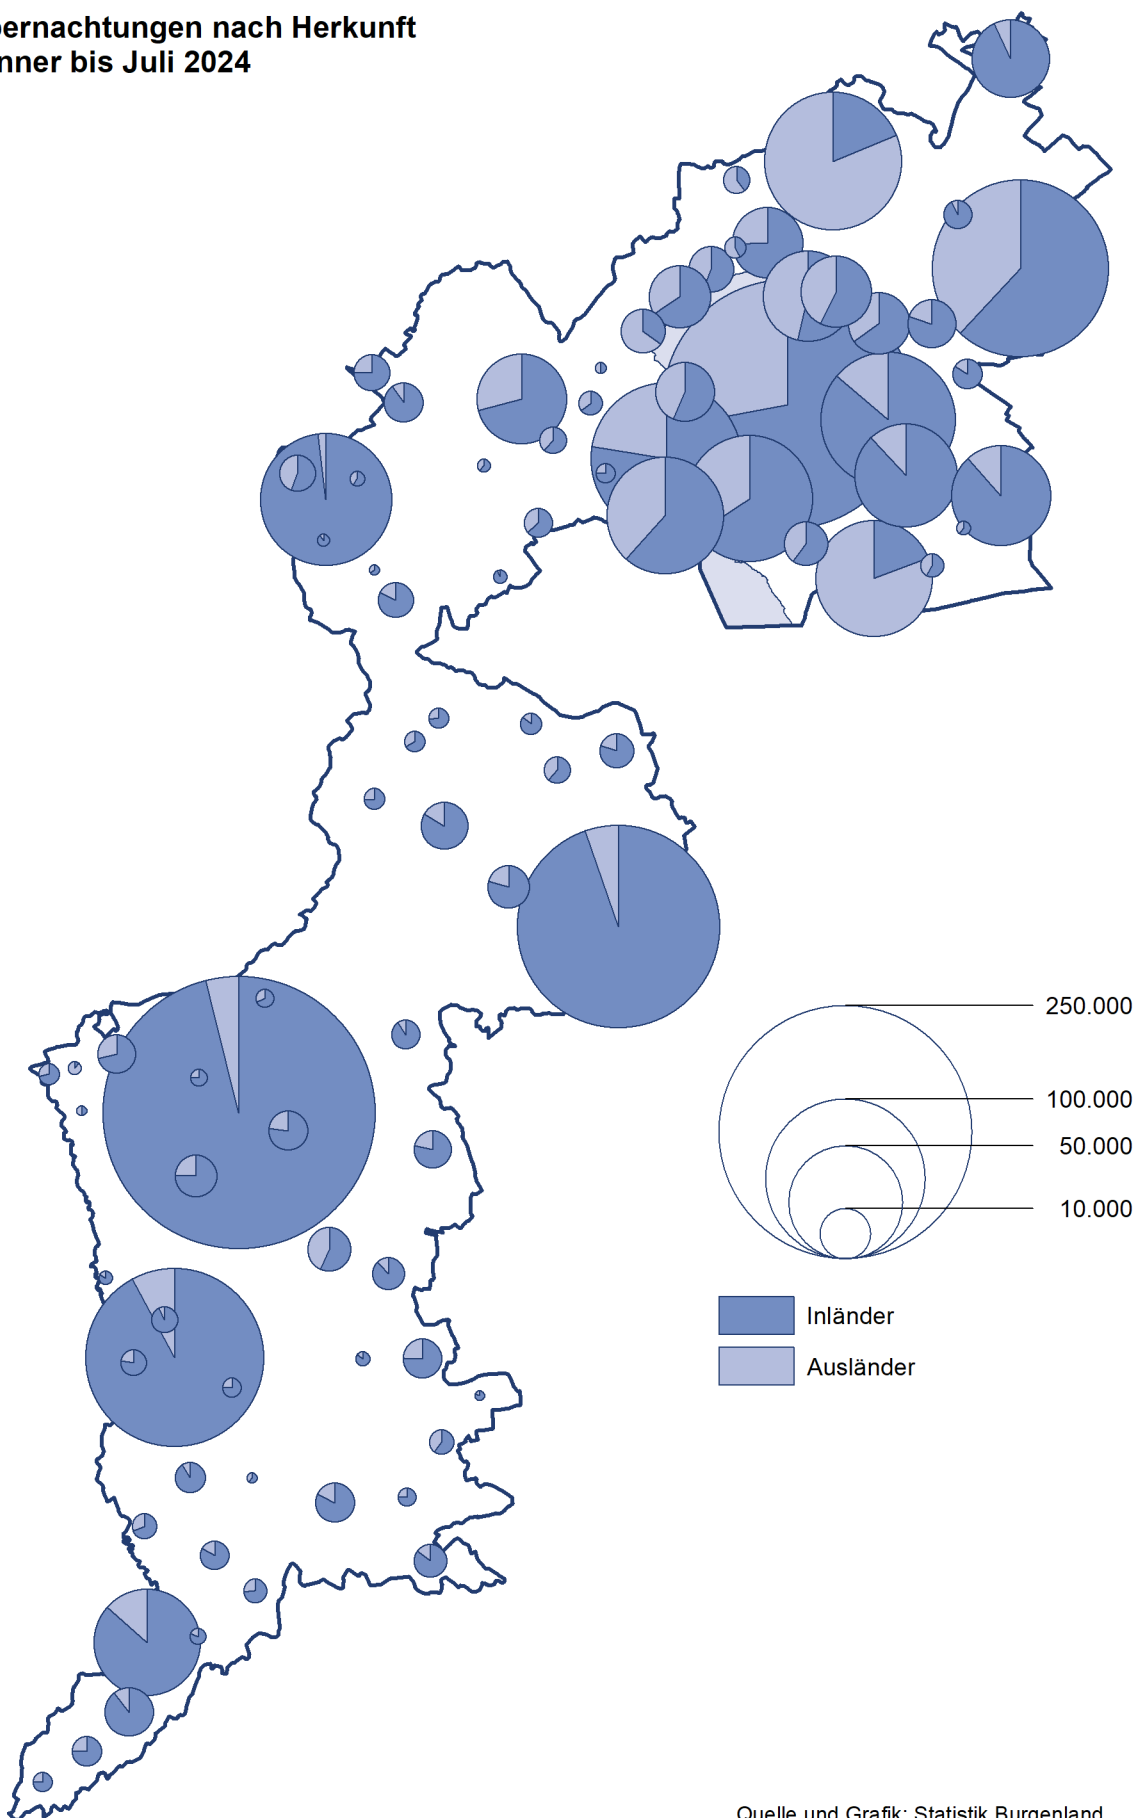 bernachtungen nach Herkunft
nner bis Juli 2024
250.000
100.000
50.000
10.000
Inländer
Ausländer
Quelle und Grafik: Statistik Burgenland